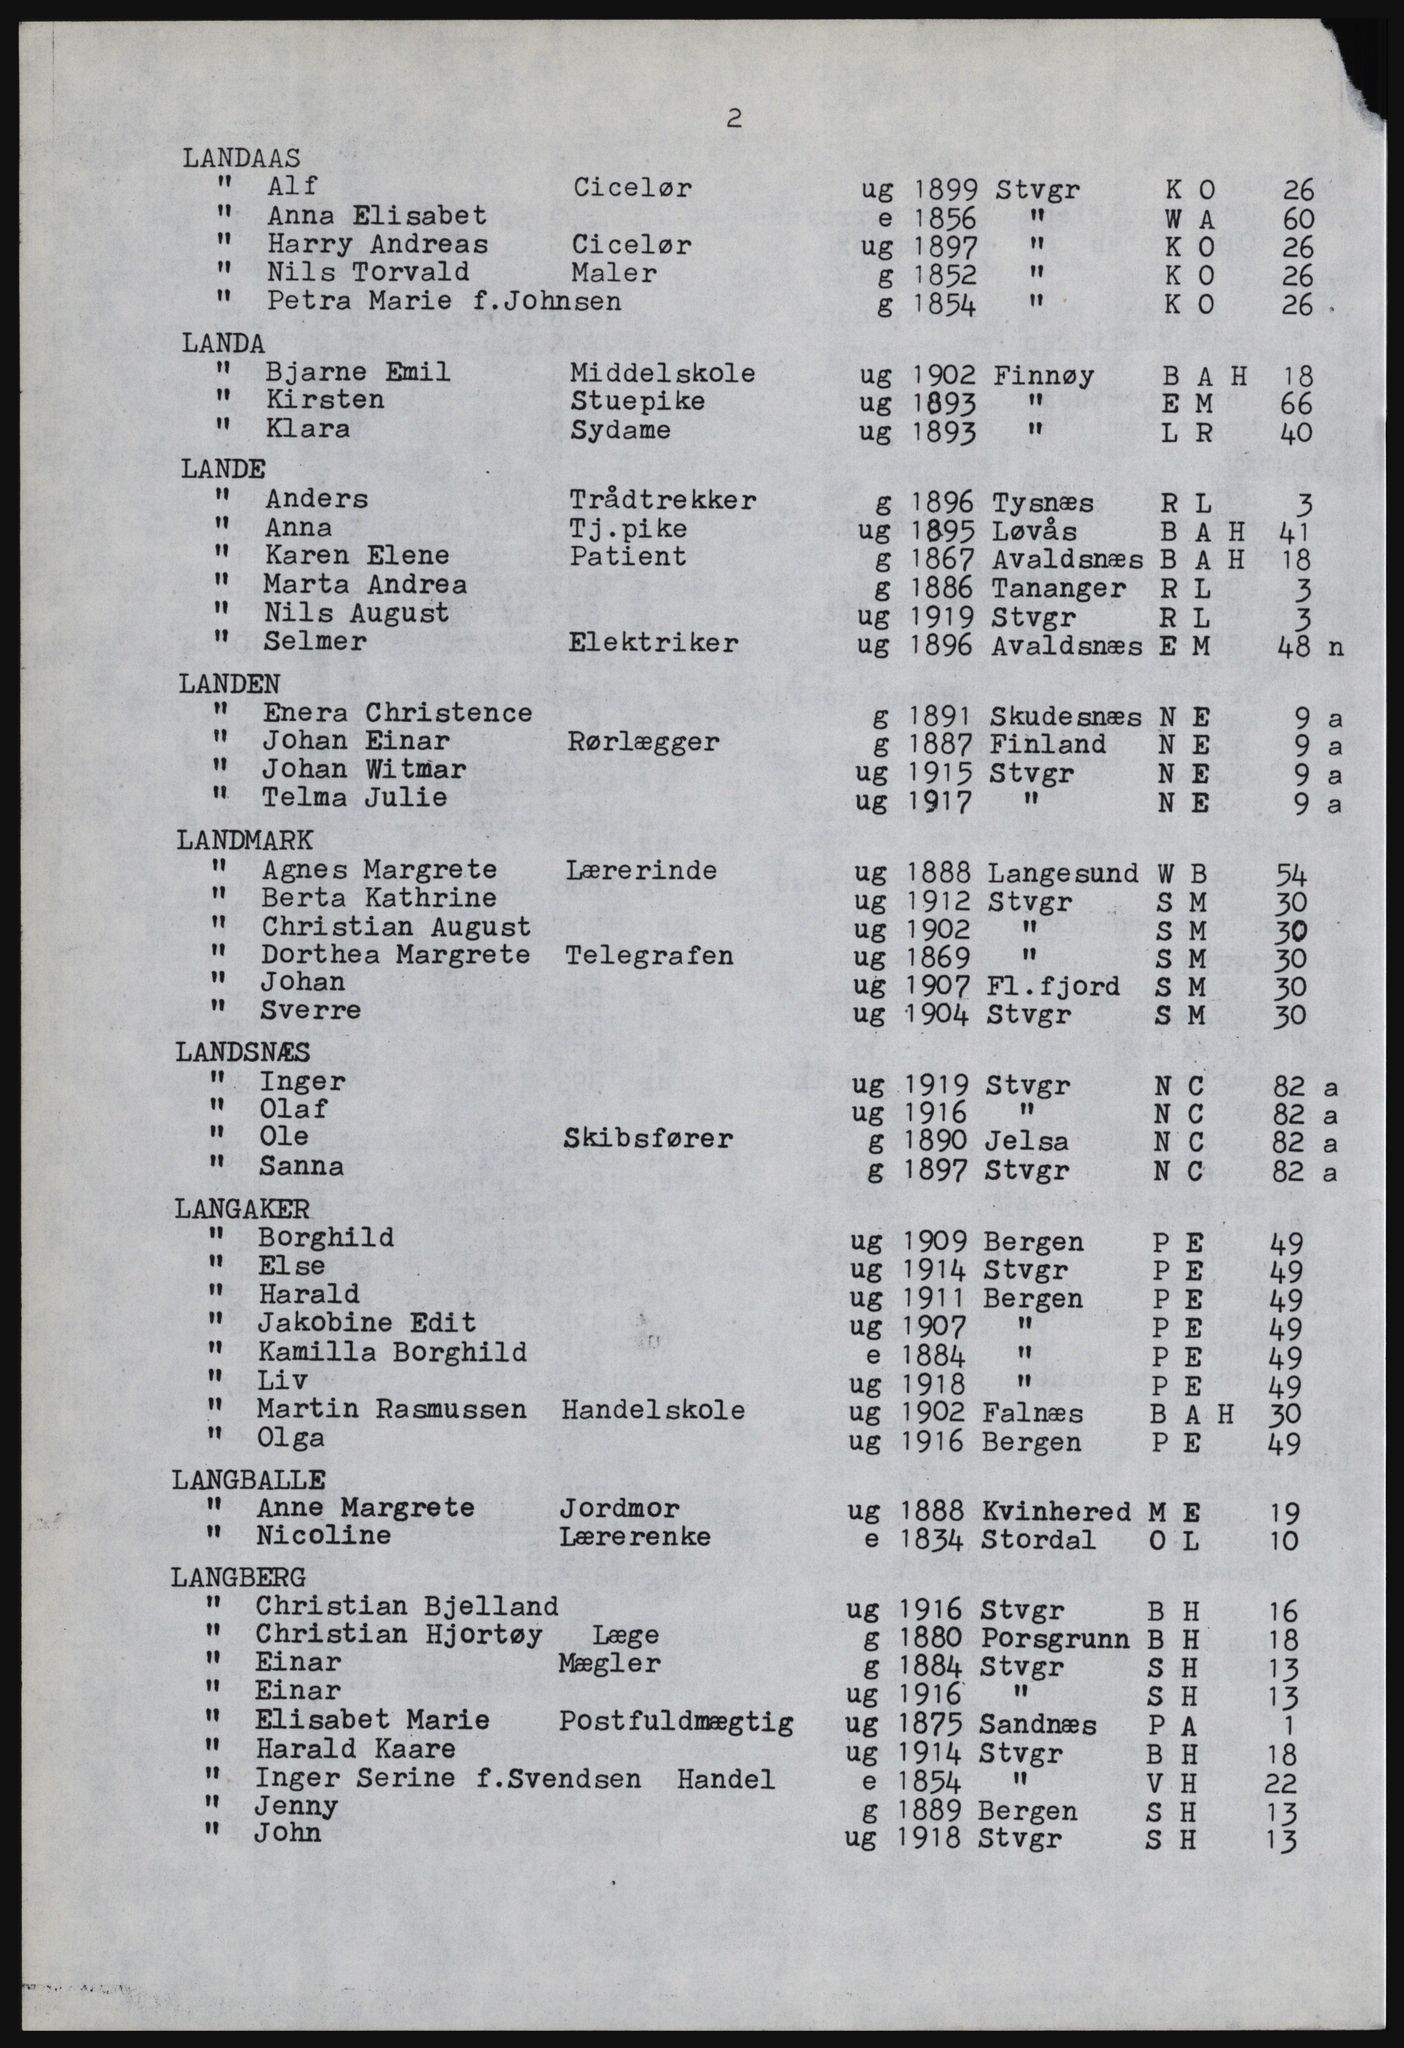 2
LANDAAS
" Alf Cicelør ug 1899 Stvgr K O 26
" Anna Elisabet e 1856 " W A 60
" Harry Andreas Cicelør ug 1897 " K O 26
" Nils Torvald Maler g 1852 " K O 26
" Petra Marie f.Johnsen g 1854 " K O 26
LANDA
" Bjarne Emil Middelskole ug 1902 Finnøy B A H 18
" Kirsten Stuepike ug 1893 " E M 66
" Klara Sydame ug 1893 " L R 40
LANDE
" Anders Trådtrekker g 1896 Tysnæs R L 3
" Anna Tj.pike ug 1895 Løvås B A H 41
" Karen Elene Patient g 1867 Avaldsnæs B A H 18
" Marta Andrea g 1886 Tananger R L 3
" Nils August ug 1919 Stvgr R L 3
" Selmer Elektriker ug 1896 Avaldsnæs E M 48 n
LANDEN
" Enera Christence g 1891 Skudesnæs N E 9 a
" Johan Einar Rørlægger g 1887 Finland N E 9 a
" Johan Witmar ug 1915 Stvgr N E 9 a
" Telma Julie ug 1917 " N E 9 a
LANDMARK
" Agnes Margrete Lærerinde ug 1888 Langesund W B 54
" Berta Kathrine ug 1912 Stvgr S M 30
" Christian August ug 1902 " S M 30
" Dorthea Margrete Telegrafen ug 1869 " S M 30
" Johan ug 1907 Fl.fjord S M 30
" Sverre ug 1904 Stvgr S M 30
LANDSNÆS
" Inger ug 1919 Stvgr N C 82 a
" Olaf ug 1916 " N C 82 a
" Ole Skibsfører g 1890 Jelsa N C 82 a
" Sanna g 1897 Stvgr N C 82 a
LANGAKER
" Borghild ug 1909 Bergen P E 49
" Else ug 1914 Stvgr P E 49
" Harald ug 1911 Bergen P E 49
" Jakobine Edit ug 1907 " P E 49
" Kamilla Borghild e 1884 " P E 49
" Liv ug 1918 " P E 49
" Martin Rasmussen Handelskole ug 1902 Falnæs B A H 30
" Olga ug 1916 Bergen P E 49
LANGBALLE
" Anne Margrete Jordmor ug 1888 Kvinhered M E 19
" Nicoline Lærerenke e 1834 Stordal O L 10
LANGBERG
" Christian Bjelland ug 1916 Stvgr B H 16
" Christian Hjortøy Læge g 1880 Porsgrunn B H 18
" Einar Mægler g 1884 Stvgr S H 13
" Einar ug 1916 " S H 13
" Elisabet Marie Postfuldmægtig ug 1875 Sandnæs P A 1
" Harald Kaare ug 1914 Stvgr B H 18
" Inger Serine f.Svendsen Handel e 1854 " V H 22
" Jenny g 1889 Bergen S H 13
" John ug 1918 Stvgr S H 13